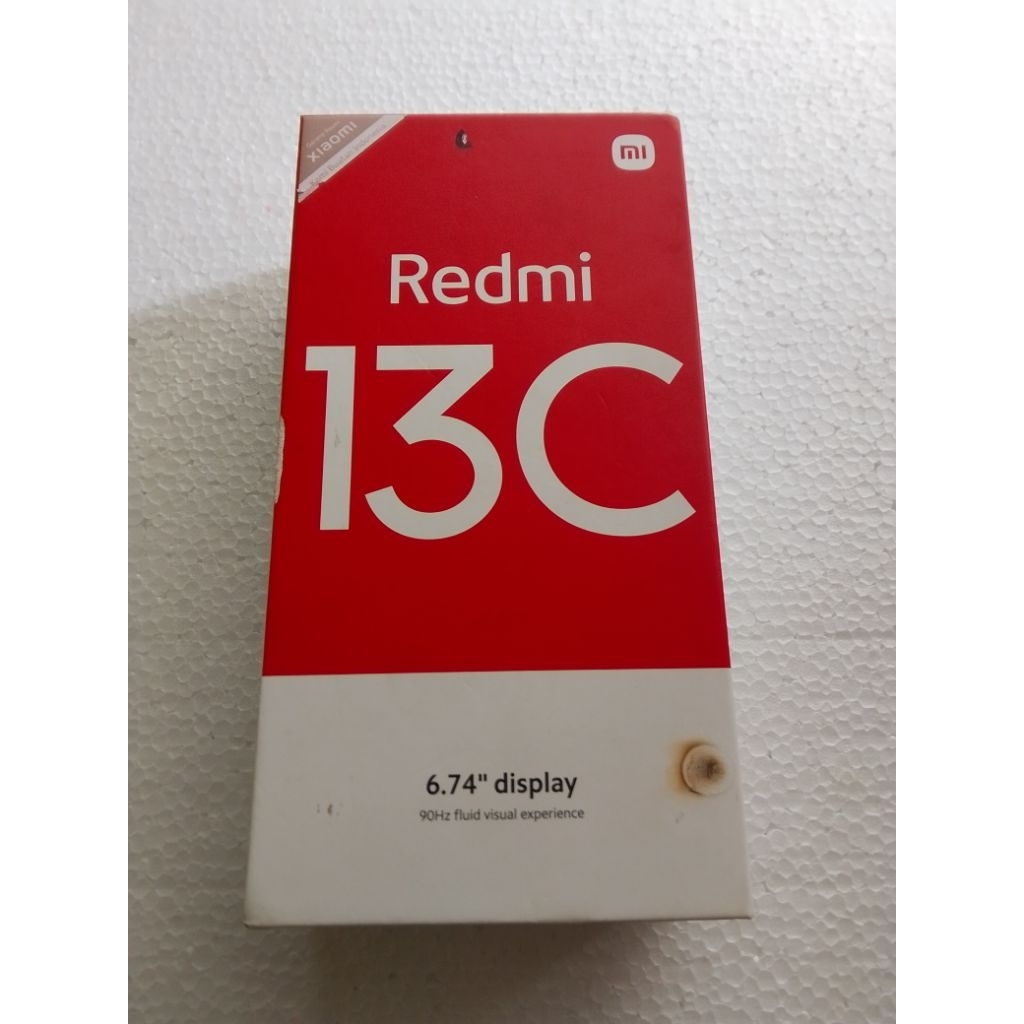 xiaomi
mi
Redmi
13C
6.74" display
90Hz fluid visual experience